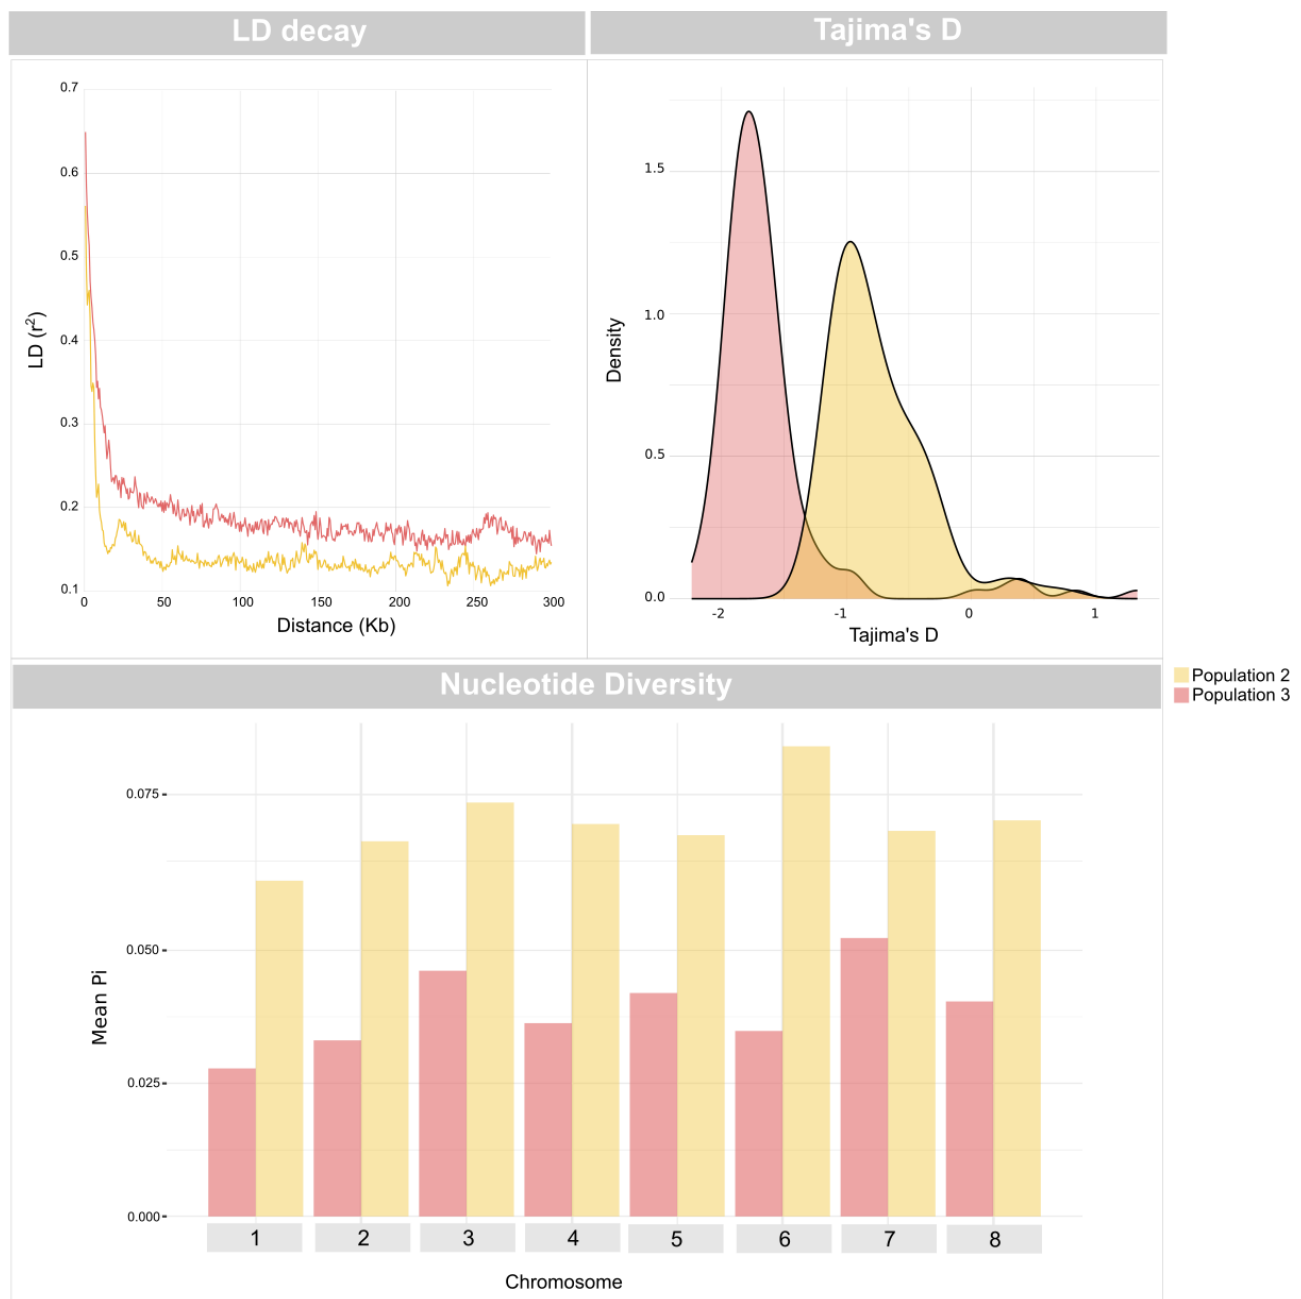 LD decay
Tajima's D
0.7
0.6
0.5
0.4
0.3
0.2
0.1
LD (r²)
0 50 100 150 200 250 300
Distance (Kb)
1.5
1.0
0.5
0.0
Density
-2 -1 0 1
Tajima's D
Nucleotide Diversity
Population 2
Population 3
0.075
0.050
0.025
0.000
Mean Pi
1 2 3 4 5 6 7 8
Chromosome